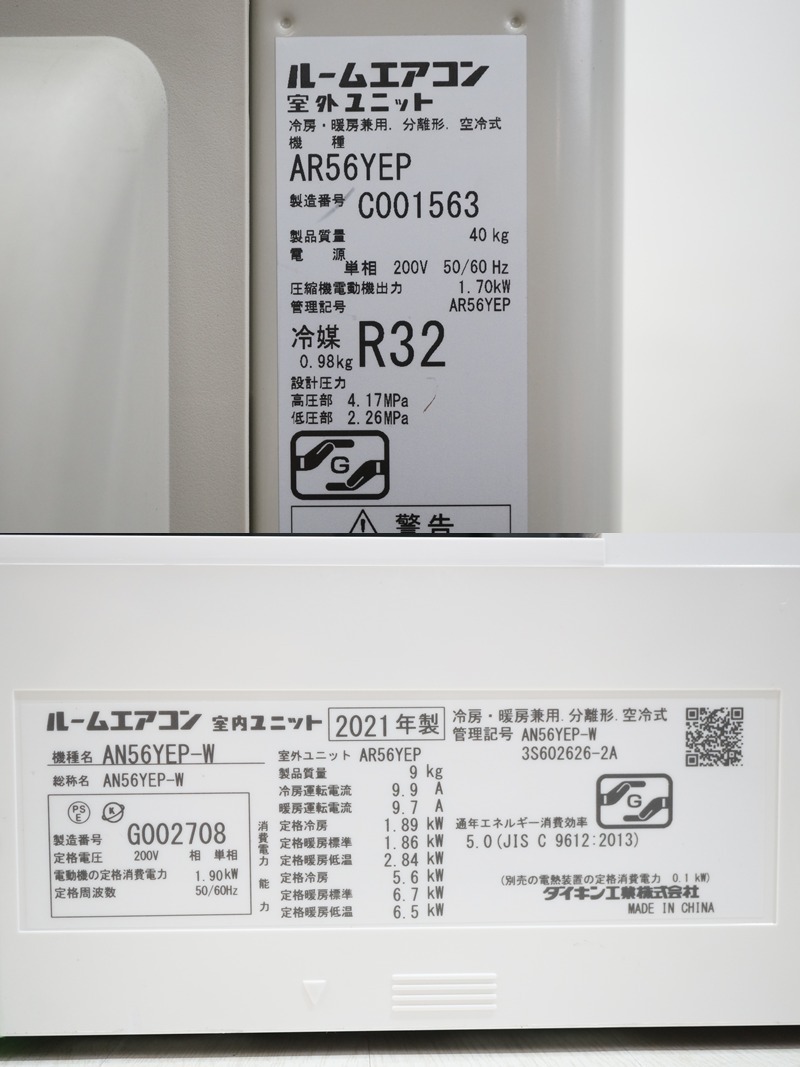 ルームエアコン
室外ユニット
冷房・暖房兼用. 分離形. 空冷式
機 種
AR56YEP
製造番号 C001563
製品質量 40 kg
電 源
単相 200V 50/60 Hz
圧縮機電動機出力 1.70kW
管理記号 AR56YEP
冷媒 R32
0.98kg
設計圧力
高圧部 4.17MPa
低圧部 2.26MPa
G
警告
ルームエアコン 室内ユニット 2021年製
機種名 AN56YEP-W
総称名 AN56YEP-W
PS
E
製造番号 G002708
定格電圧 200V 相 単相
電動機の定格消費電力 1.90kW
定格周波数 50/60Hz
室外ユニット AR56YEP
製品質量 9 kg
冷房運転電流 9.9 A
暖房運転電流 9.7 A
消費電力
定格冷房 1.89 kW
定格暖房標準 1.86 kW
定格暖房低温 2.84 kW
能力
定格冷房 5.6 kW
定格暖房標準 6.7 kW
定格暖房低温 6.5 kW
冷房・暖房兼用. 分離形. 空冷式
管理記号 AN56YEP-W
3S602626-2A
G
通年エネルギー消費効率
5.0(JIS C 9612:2013)
(別売の電熱装置の定格消費電力 0.1 kW)
ダイキン工業株式会社
MADE IN CHINA